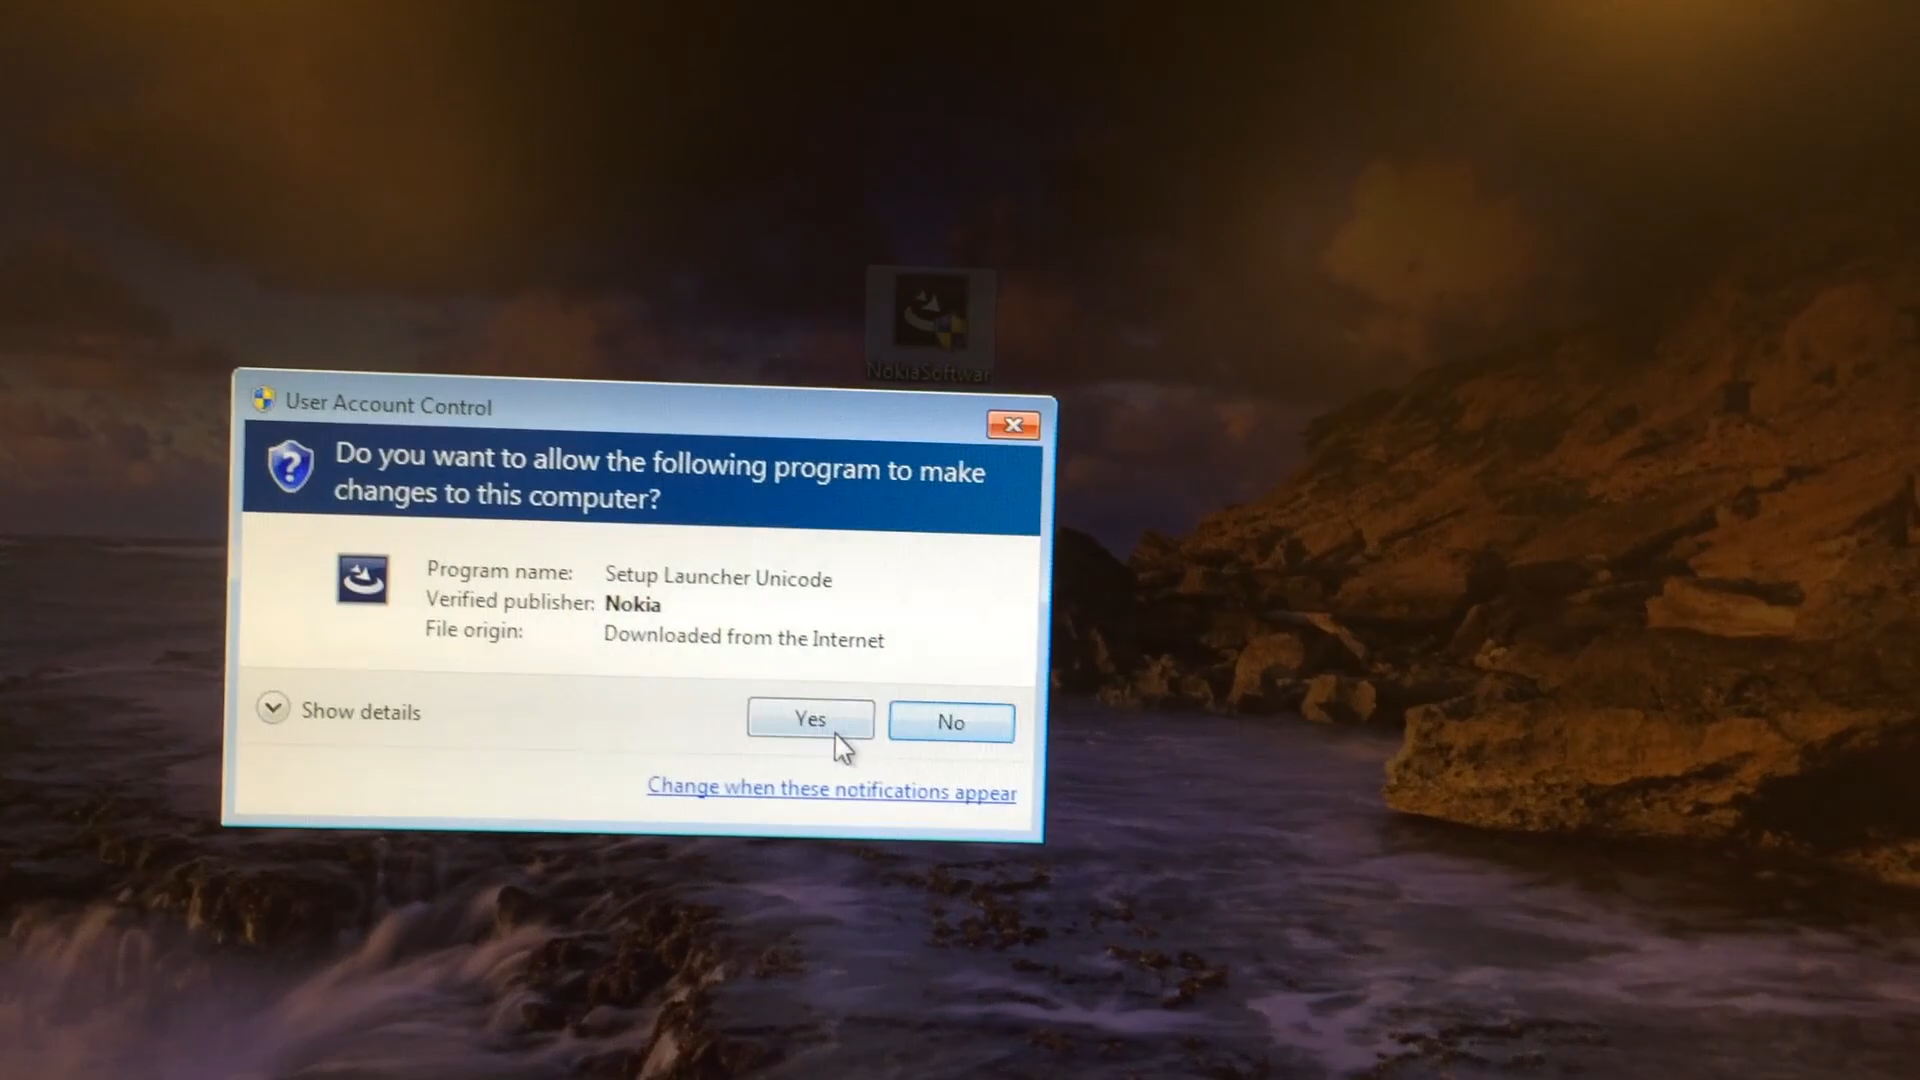 NokiaSoftwar
User Account Control
Do you want to allow the following program to make
changes to this computer?
Program name: Setup Launcher Unicode
Verified publisher: Nokia
File origin: Downloaded from the Internet
Show details
Yes
No
Change when these notifications appear